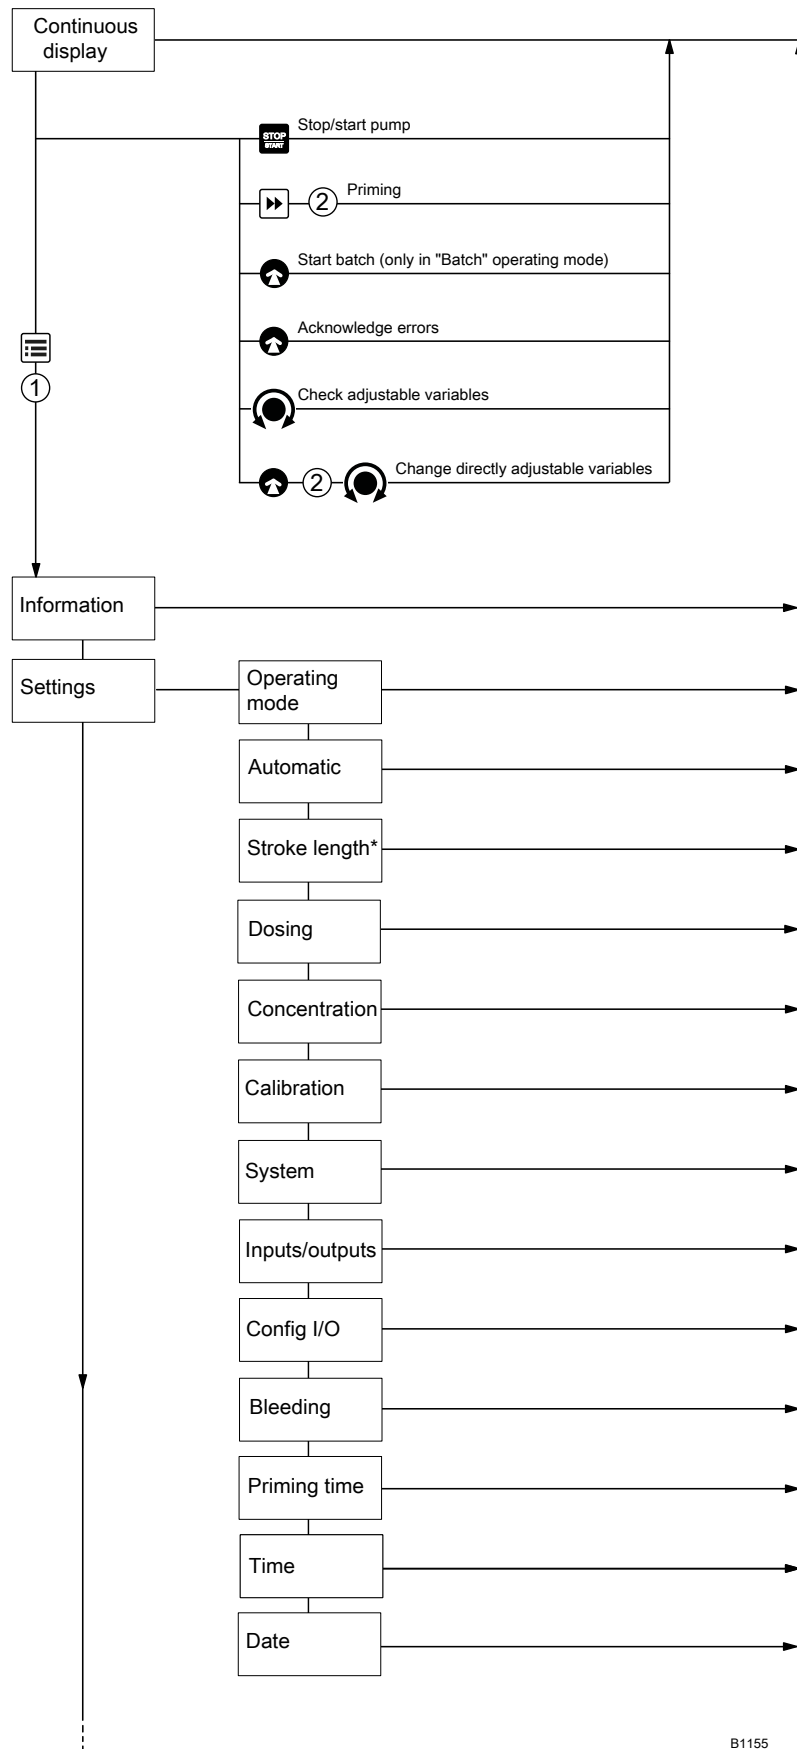 Continuous
display
STOP
START
Stop/start pump
2
Priming
Start batch (only in "Batch" operating mode)
Acknowledge errors
1
Check adjustable variables
2
Change directly adjustable variables
Information
Settings
Operating
mode
Automatic
Stroke length*
Dosing
Concentration
Calibration
System
Inputs/outputs
Config I/O
Bleeding
Priming time
Time
Date
B1155